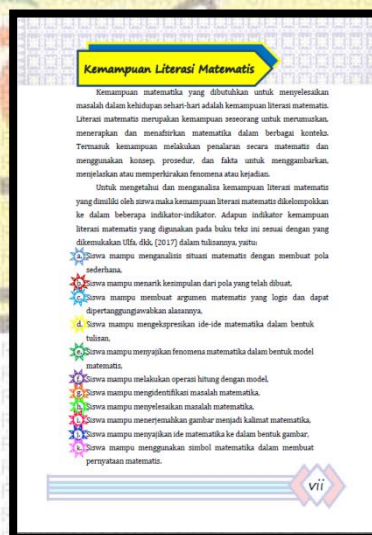 Kemampuan Literasi Matematis
Kemampuan matematika yang dibutuhkan untuk menyelesaikan
masalah dalam kehidupan sehari-hari adalah kemampuan literasi matematis.
Literasi matematis merupakan kemampuan seseorang untuk merumuskan,
menerapkan dan menafsirkan matematika dalam berbagai konteks.
Termasuk kemampuan melakukan penalaran secara matematis dan
menggunakan konsep, prosedur, dan fakta untuk menggambarkan,
menjelaskan atau memperkirakan fenomena atau kejadian.
Untuk mengetahui dan menganalisa kemampuan literasi matematis
yang dimiliki oleh siswa maka kemampuan literasi matematis dikelompokkan
ke dalam beberapa indikator-indikator. Adapun indikator kemampuan
literasi matematis yang digunakan pada buku teks ini sesuai dengan yang
dikemukakan Ulfa, dkk, (2017) dalam tulisannya, yaitu:
a. Siswa mampu menganalisis situasi matematis dengan membuat pola
sederhana,
b. Siswa mampu menarik kesimpulan dari pola yang telah dibuat,
c. Siswa mampu membuat argumen matematis yang logis dan dapat
dipertanggungjawabkan alasannya,
d. Siswa mampu mengekspresikan ide-ide matematika dalam bentuk
tulisan,
e. Siswa mampu menyajikan fenomena matematika dalam bentuk model
matematis,
f. Siswa mampu melakukan operasi hitung dengan model,
g. Siswa mampu mengidentifikasi masalah matematika,
h. Siswa mampu menyelesaikan masalah matematika,
i. Siswa mampu menerjemahkan gambar menjadi kalimat matematika,
j. Siswa mampu menyajikan ide matematika ke dalam bentuk gambar,
k. Siswa mampu menggunakan simbol matematika dalam membuat
pernyataan matematis.
vii